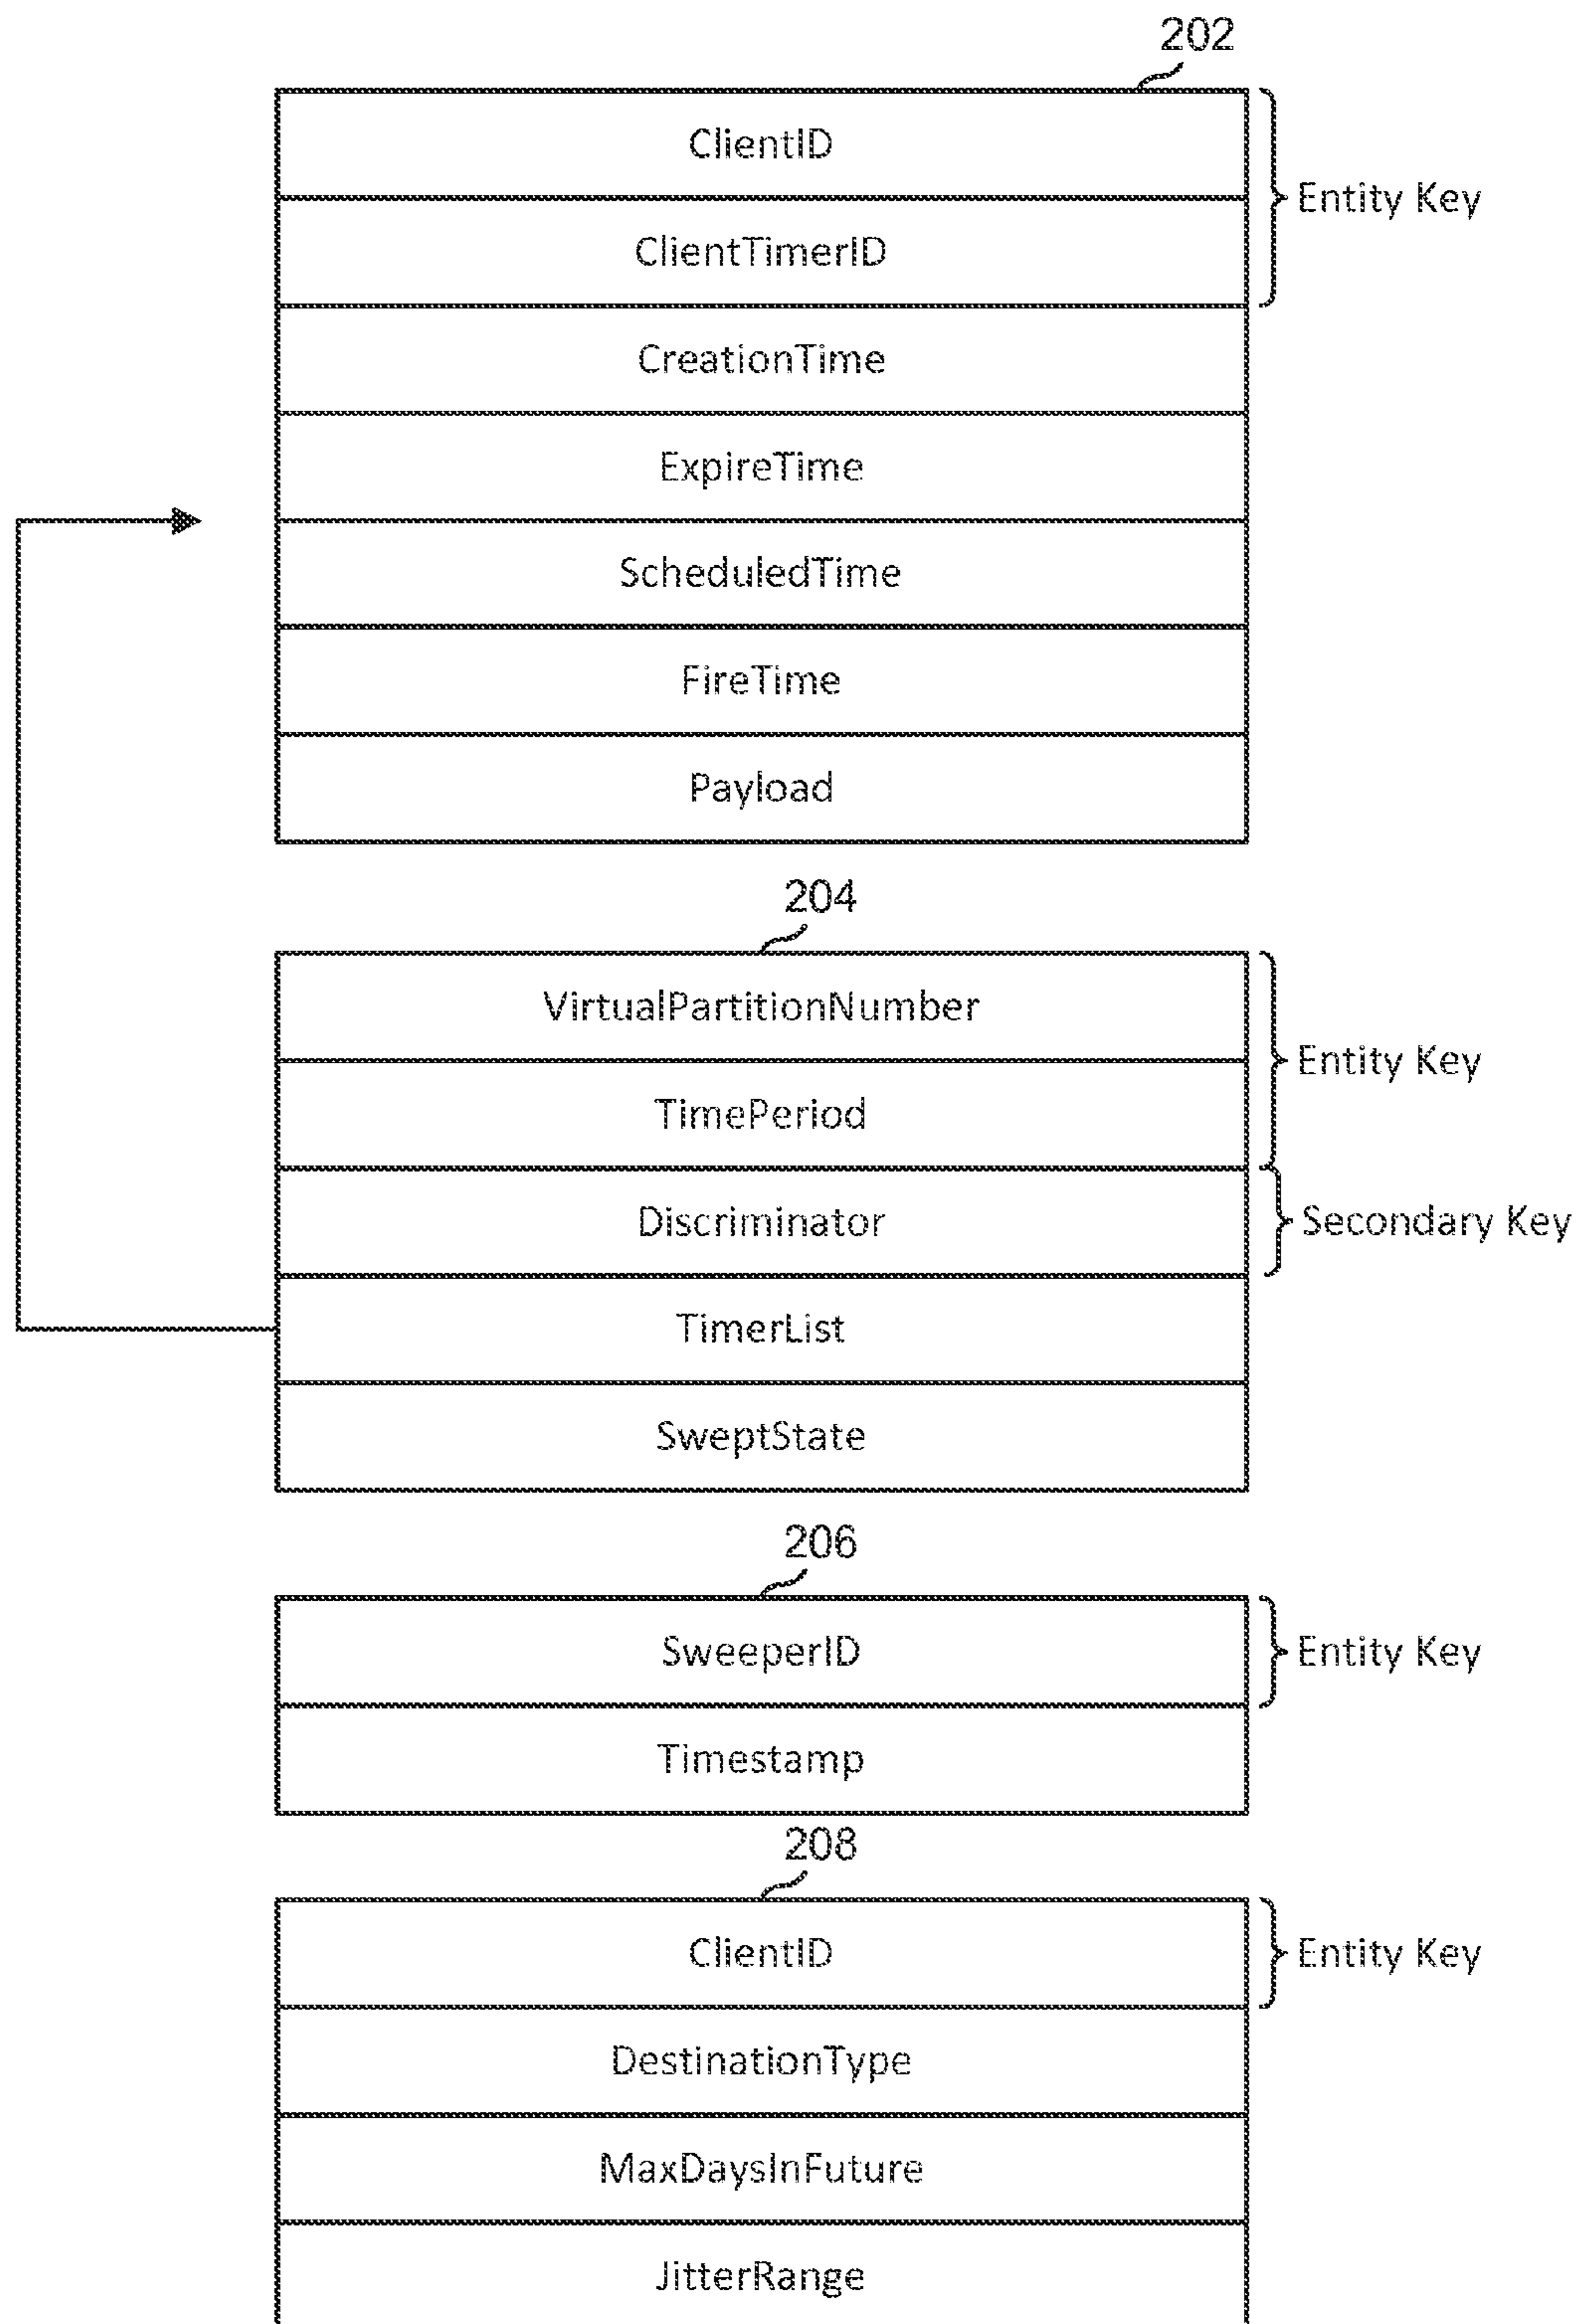 202
ClientID
Entity Key
ClientTimerID
CreationTime
ExpireTime
ScheduledTime
FireTime
Payload
204
VirtualPartitionNumber
Entity Key
TimePeriod
Discriminator
Secondary Key
TimerList
SweptState
206
SweeperID
Entity Key
Timestamp
208
ClientID
Entity Key
DestinationType
MaxDaysInFuture
JitterRange